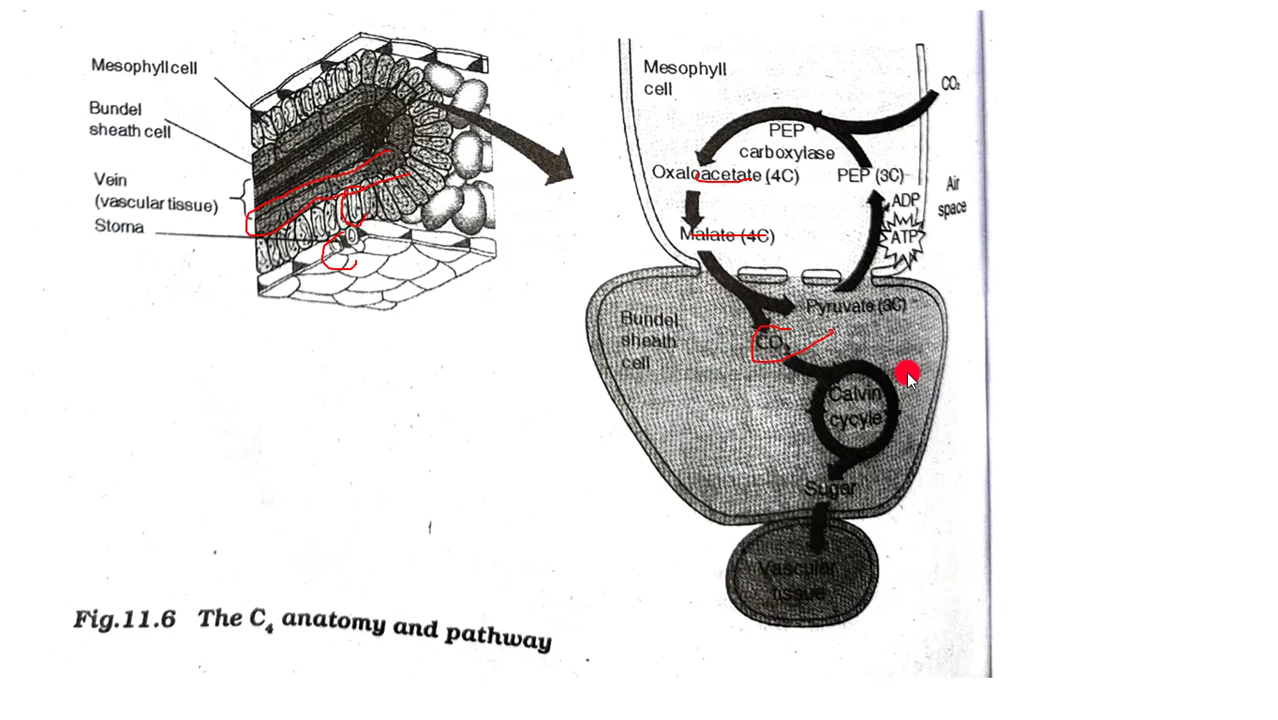 Mesophyll cell
Bundel
sheath cell
Vein
(vascular tissue)
Stoma
Mesophyll
cell
CO₂
PEP
carboxylase
Oxaloacetate (4C)
PEP (3C)
Air
space
ADP
ATP
Malate (4C)
Pyruvate (3C)
Bundel
sheath
cell
CO₂
Calvin
cycyle
Sugar
Vascular
tissue
Fig.11.6 The C₄ anatomy and pathway